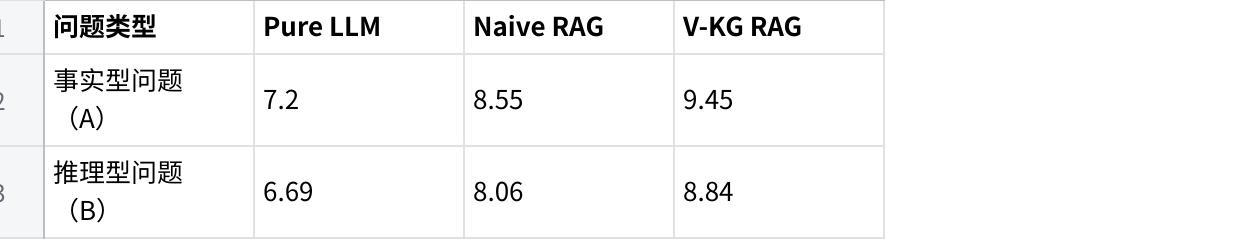 1 问题类型 Pure LLM Naive RAG V-KG RAG
2 事实型问题（A） 7.2 8.55 9.45
3 推理型问题（B） 6.69 8.06 8.84